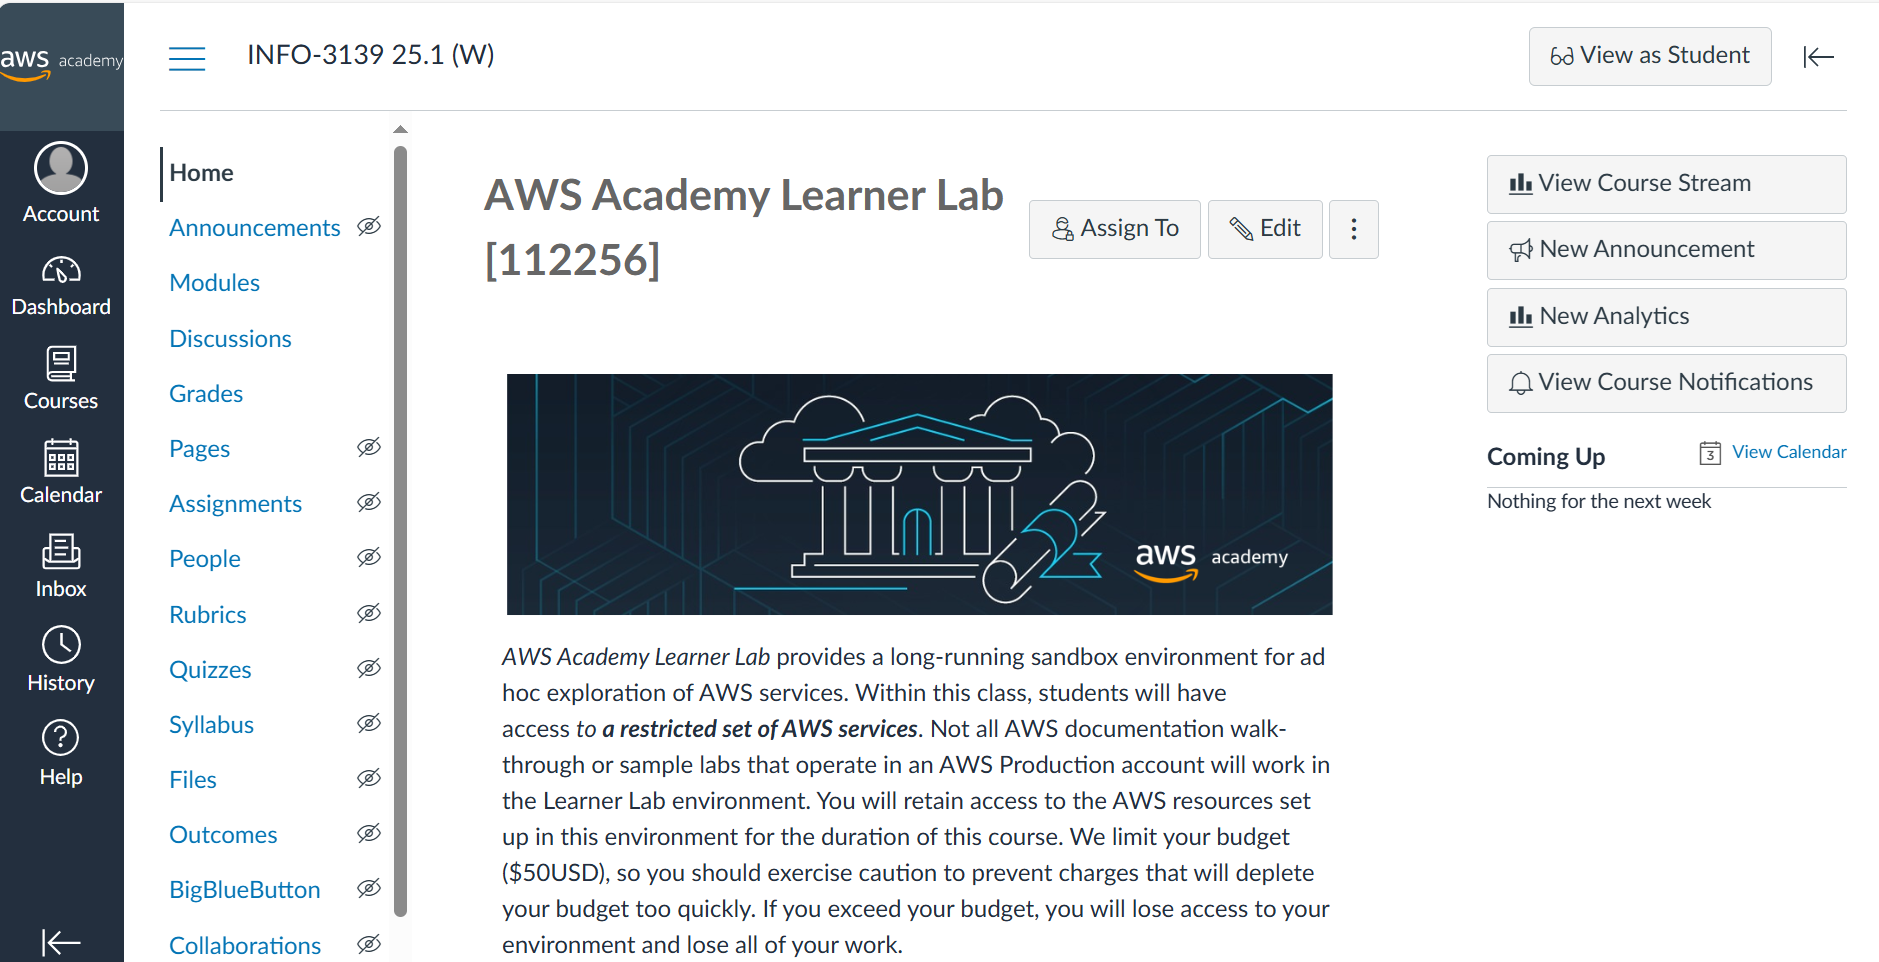 aws academy
INFO-3139 25.1 (W)
View as Student
Account
Dashboard
Courses
Calendar
Inbox
History
Help
Home
Announcements
Modules
Discussions
Grades
Pages
Assignments
People
Rubrics
Quizzes
Syllabus
Files
Outcomes
BigBlueButton
Collaborations
AWS Academy Learner Lab
[112256]
Assign To
Edit
aws academy
AWS Academy Learner Lab provides a long-running sandbox environment for ad
hoc exploration of AWS services. Within this class, students will have
access to a restricted set of AWS services. Not all AWS documentation walk-
through or sample labs that operate in an AWS Production account will work in
the Learner Lab environment. You will retain access to the AWS resources set
up in this environment for the duration of this course. We limit your budget
($50USD), so you should exercise caution to prevent charges that will deplete
your budget too quickly. If you exceed your budget, you will lose access to your
environment and lose all of your work.
View Course Stream
New Announcement
New Analytics
View Course Notifications
Coming Up
3 View Calendar
Nothing for the next week